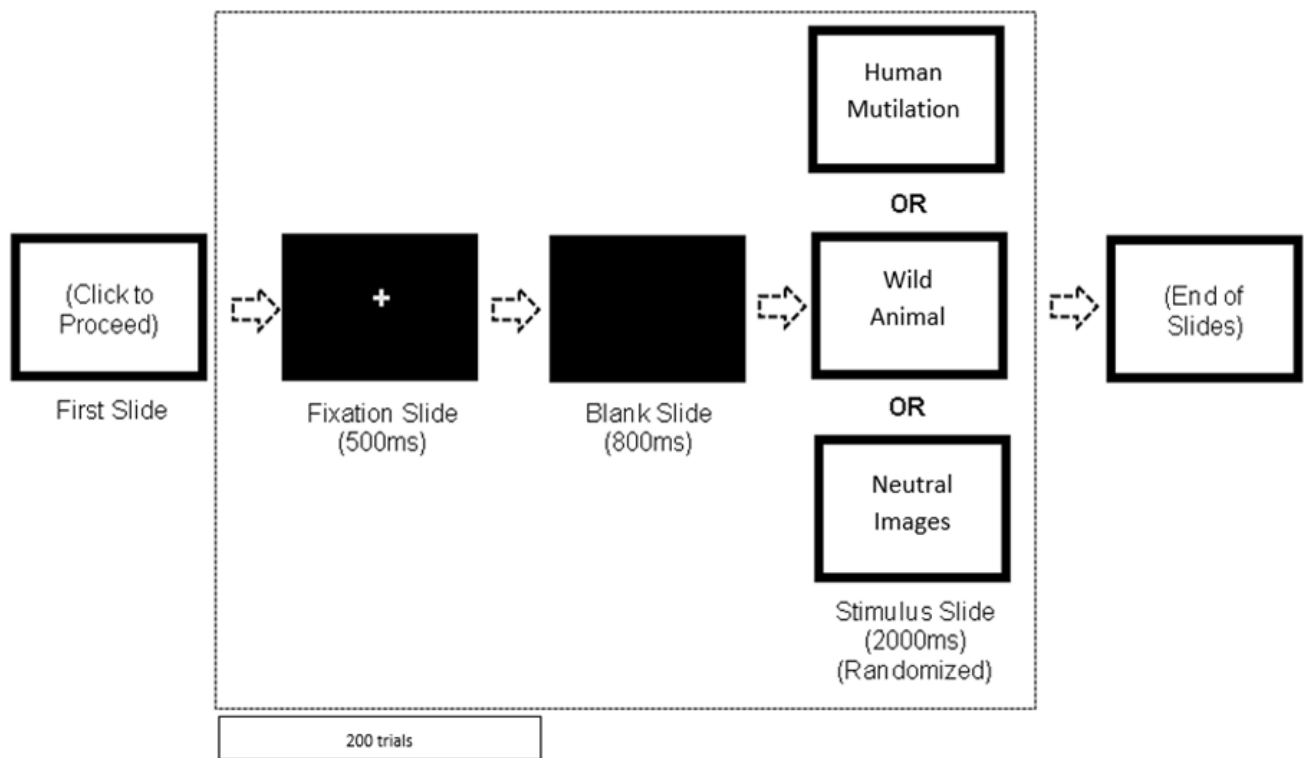 (Click to
Proceed)
First Slide
+
Fixation Slide
(500ms)
Blank Slide
(800ms)
Human
Mutilation
OR
Wild
Animal
OR
Neutral
Images
Stimulus Slide
(2000ms)
(Randomized)
(End of
Slides)
200 trials